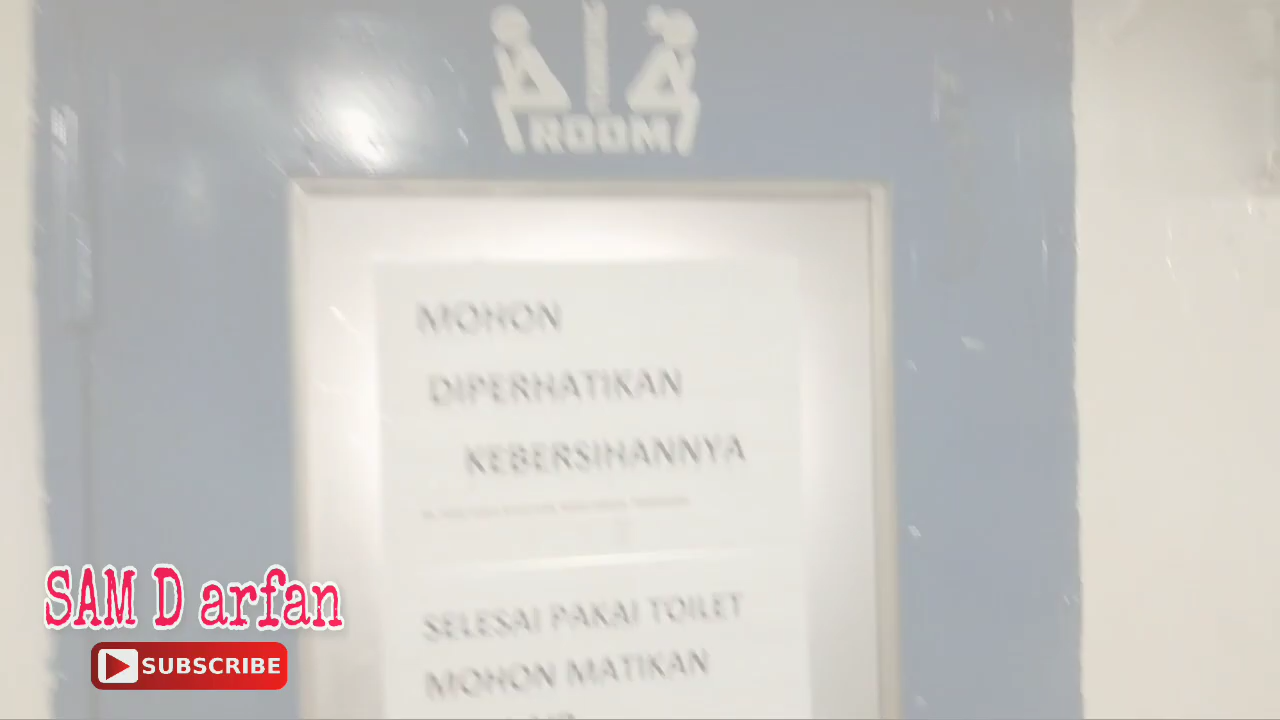 ROOM
MOHON
DIPERHATIKAN
KEBERSIHANNYA
SELESAI PAKAI TOILET
MOHON MATIKAN
SAM D arfan
SUBSCRIBE